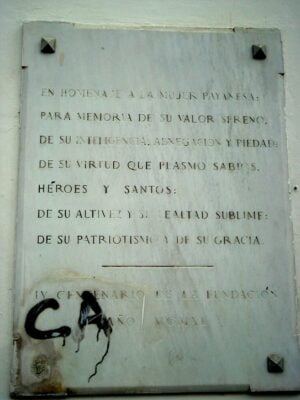 EN HOMENAJE A LA MUJER PAYANESA:
PARA MEMORIA DE SU VALOR SERENO;
DE SU INTELIGENCIA, ABNEGACION Y PIEDAD;
DE SU VIRTUD QUE PLASMO SABIOS,
HÉROES Y SANTOS;
DE SU ALTIVEZ Y SU LEALTAD SUBLIME;
DE SU PATRIOTISMO Y DE SU GRACIA.
IV CENTENARIO DE LA FUNDACION
AÑO
CA